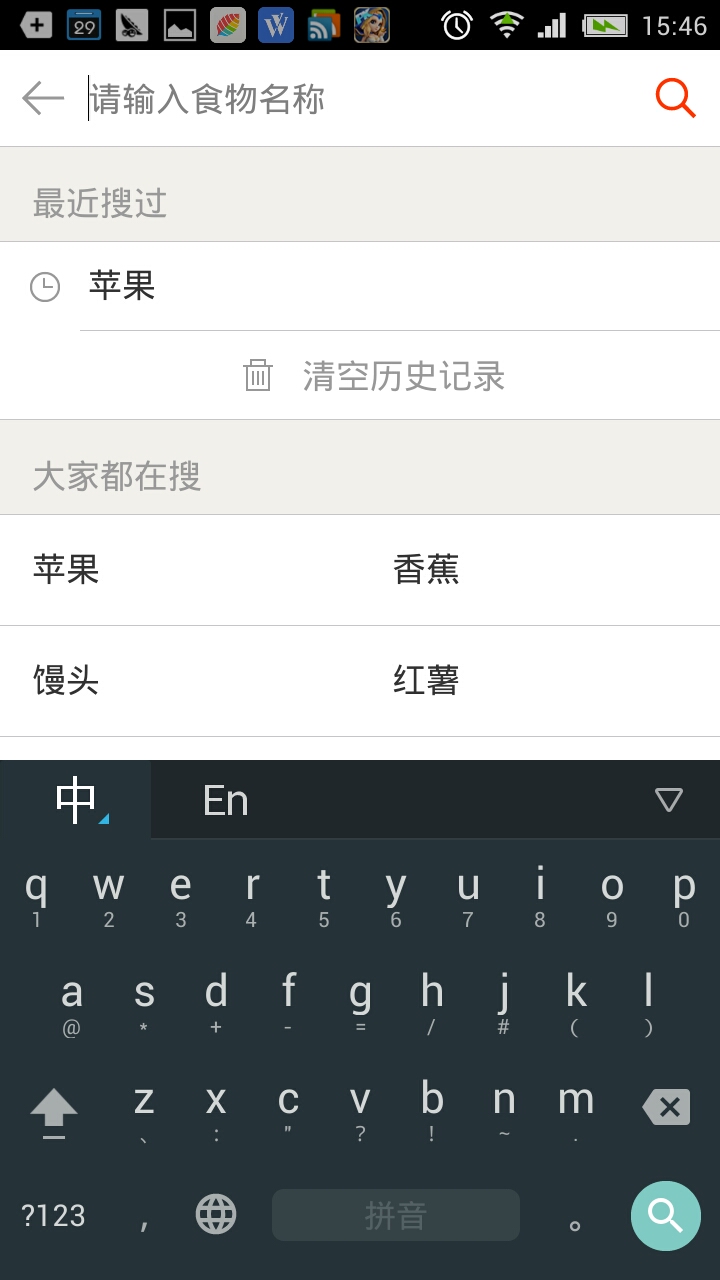 29 W 15:46
请输入食物名称
最近搜过
苹果
清空历史记录
大家都在搜
苹果 香蕉
馒头 红薯
中 En
q w e r t y u i o p
1 2 3 4 5 6 7 8 9 0
a s d f g h j k l
@ * + - = / # ( )
z x c v b n m
、 : " ? ! ~ .
?123 , 拼音 。